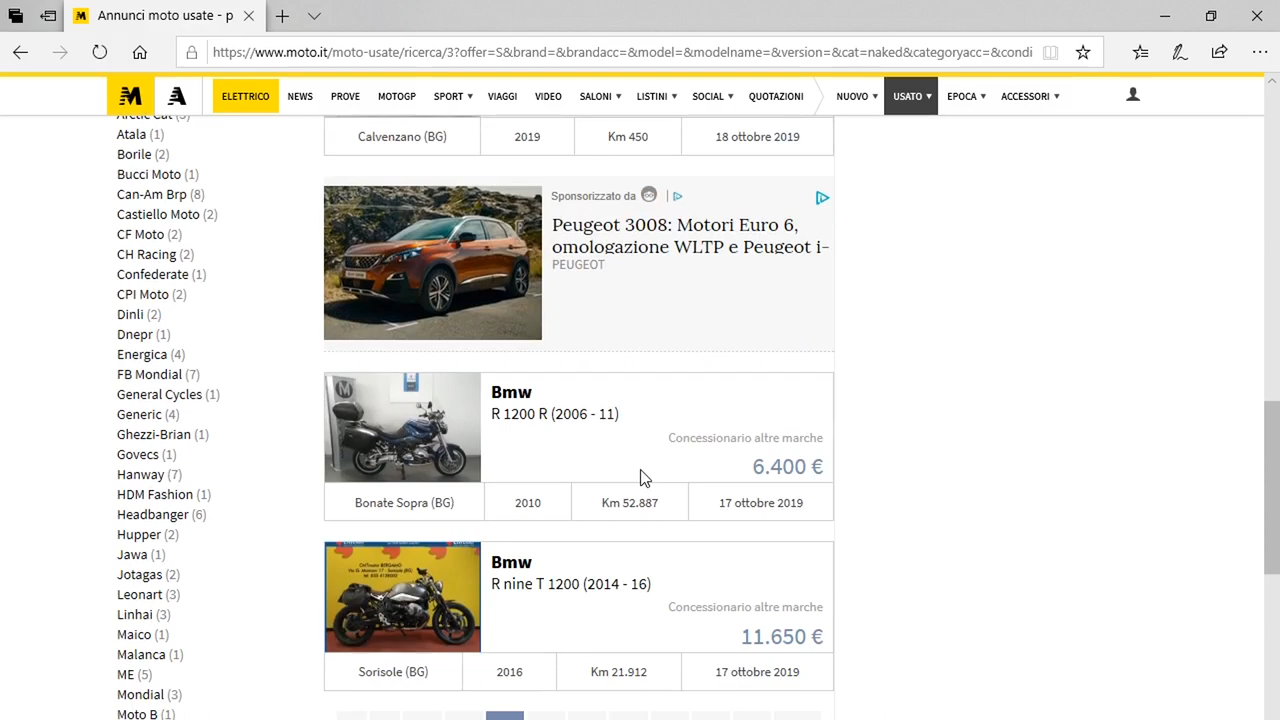 Annunci moto usate - p
https://www.moto.it/moto-usate/ricerca/3?offer=S&brand=&brandacc=&model=&modelname=&version=&cat=naked&categoryacc=&condi
M A ELETTRICO NEWS PROVE MOTOGP SPORT VIAGGI VIDEO SALONI LISTINI SOCIAL QUOTAZIONI NUOVO USATO EPOCA ACCESSORI
Arctic Cat (3)
Atala (1)
Borile (2)
Bucci Moto (1)
Can-Am Brp (8)
Castiello Moto (2)
CF Moto (2)
CH Racing (2)
Confederate (1)
CPI Moto (2)
Dinli (2)
Dnepr (1)
Energica (4)
FB Mondial (7)
General Cycles (1)
Generic (4)
Ghezzi-Brian (1)
Govecs (1)
Hanway (7)
HDM Fashion (1)
Headbanger (6)
Hupper (2)
Jawa (1)
Jotagas (2)
Leonart (3)
Linhai (3)
Maico (1)
Malanca (1)
ME (5)
Mondial (3)
Moto B (1)
Calvenzano (BG) 2019 Km 450 18 ottobre 2019
Sponsorizzato da
Peugeot 3008: Motori Euro 6,
omologazione WLTP e Peugeot i-
PEUGEOT
Bmw
R 1200 R (2006 - 11)
Concessionario altre marche
6.400 €
Bonate Sopra (BG) 2010 Km 52.887 17 ottobre 2019
Bmw
R nine T 1200 (2014 - 16)
Concessionario altre marche
11.650 €
Sorisole (BG) 2016 Km 21.912 17 ottobre 2019